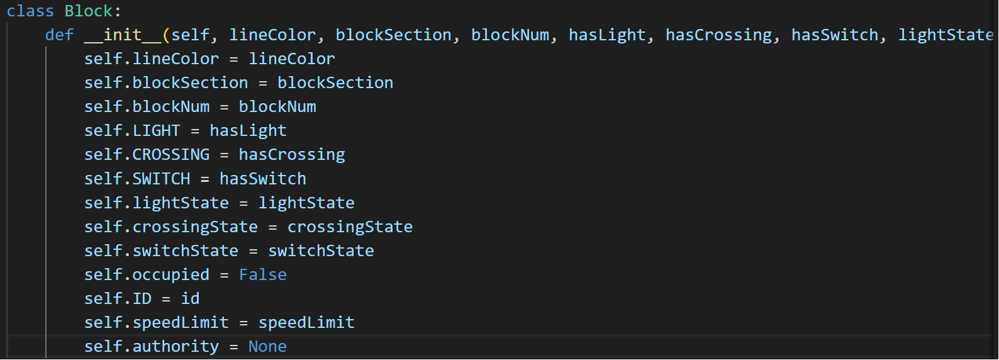 class Block:
    def __init__(self, lineColor, blockSection, blockNum, hasLight, hasCrossing, hasSwitch, lightState
        self.lineColor = lineColor
        self.blockSection = blockSection
        self.blockNum = blockNum
        self.LIGHT = hasLight
        self.CROSSING = hasCrossing
        self.SWITCH = hasSwitch
        self.lightState = lightState
        self.crossingState = crossingState
        self.switchState = switchState
        self.occupied = False
        self.ID = id
        self.speedLimit = speedLimit
        self.authority = None